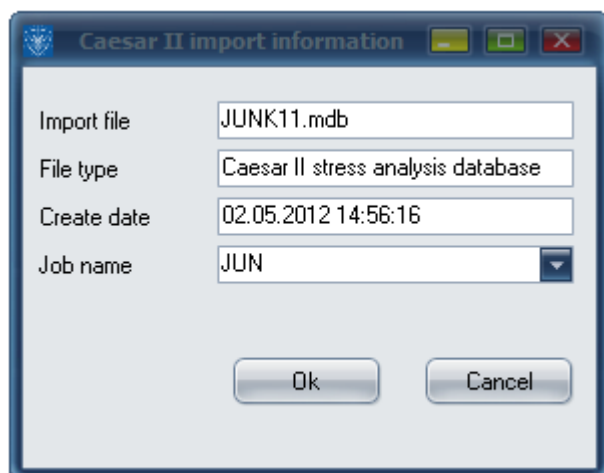 Caesar II import information
Import file JUNK11.mdb
File type Caesar II stress analysis database
Create date 02.05.2012 14:56:16
Job name JUN
Ok Cancel